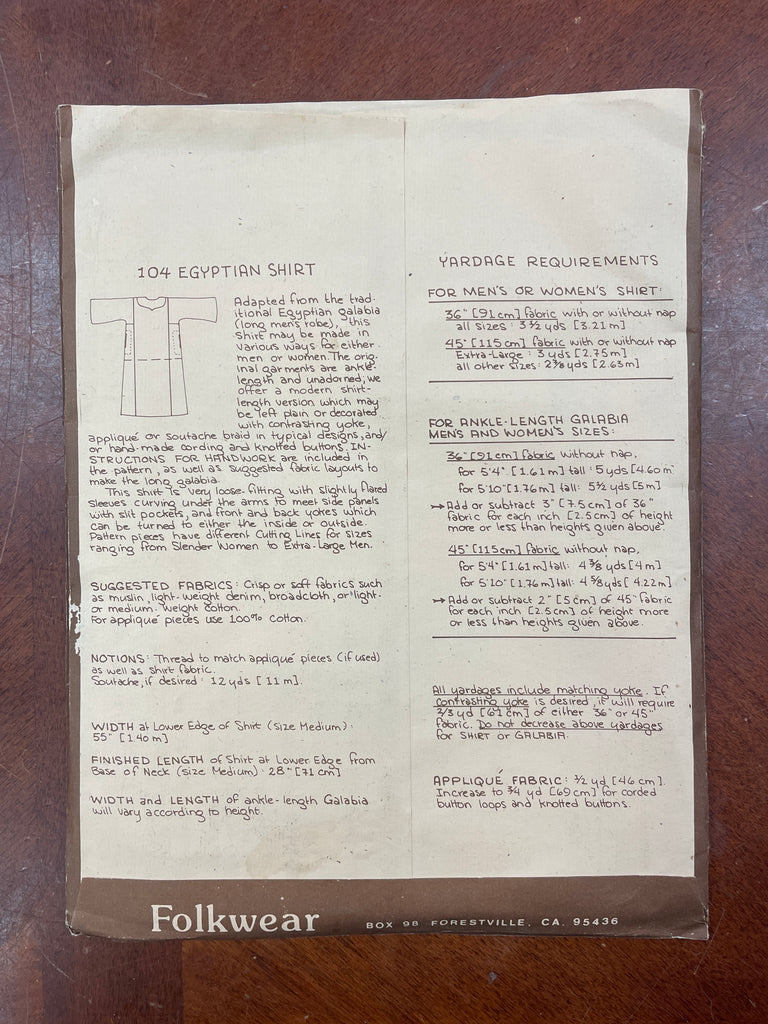 104 EGYPTIAN SHIRT
Adapted from the trad-
itional Egyptian galabia
(long men's robe), this
shirt may be made in
various ways for either
men or women. The orig-
inal garments are ankle-
length and unadorned; we
offer a modern shirt-
length version which may
be left plain or decorated
with contrasting yoke,
appliqué or soutache braid in typical designs, and/
or hand-made cording and knotted buttons. IN-
STRUCTIONS FOR HANDWORK are included in
the pattern, as well as suggested fabric layouts to
make the long galabia.
This shirt is very loose-fitting with slightly flared
sleeves curving under the arms to meet side panels
with slit pockets, and front and back yokes which
can be turned to either the inside or outside.
Pattern pieces have different Cutting Lines for sizes
ranging from Slender Women to Extra-Large Men.
SUGGESTED FABRICS: Crisp or soft fabrics such
as muslin, light-weight denim, broadcloth, or light-
or medium-weight cotton.
For appliqué pieces use 100% cotton.
NOTIONS: Thread to match appliqué pieces (if used)
as well as shirt fabric.
Soutache, if desired: 12 yds [11 m].
WIDTH at Lower Edge of Shirt (size Medium):
55" [1.40 m]
FINISHED LENGTH of Shirt at Lower Edge from
Base of Neck (size Medium): 28" [71 cm]
WIDTH and LENGTH of ankle-length Galabia
will vary according to height.
YARDAGE REQUIREMENTS
FOR MEN'S OR WOMEN'S SHIRT:
36" [91 cm] fabric with or without nap
all sizes: 3 1/2 yds [3.21 m]
45" [115 cm] fabric with or without nap
Extra-Large: 3 yds [2.75 m]
all other sizes: 2 7/8 yds [2.63 m]
FOR ANKLE-LENGTH GALABIA
MEN'S AND WOMEN'S SIZES:
36" [91 cm] fabric without nap,
for 5'4" [1.61 m] tall: 5 yds [4.60 m
for 5'10" [1.76 m] tall: 5 1/2 yds [5 m]
→ Add or subtract 3" [7.5 cm] of 36"
fabric for each inch [2.5 cm] of height
more or less than heights given above.
45" [115 cm] fabric without nap,
for 5'4" [1.61 m] tall: 4 3/8 yds [4 m]
for 5'10" [1.76 m] tall: 4 5/8 yds [4.22 m]
→ Add or subtract 2" [5 cm] of 45" fabric
for each inch [2.5 cm] of height more
or less than heights given above.
All yardages include matching yoke. If
contrasting yoke is desired, it will require
2/3 yd [61 cm] of either 36" or 45"
fabric. Do not decrease above yardages
for SHIRT or GALABIA.
APPLIQUÉ FABRIC: 1/2 yd [46 cm].
Increase to 3/4 yd [69 cm] for corded
button loops and knotted buttons.
Folkwear
BOX 98 FORESTVILLE, CA. 95436